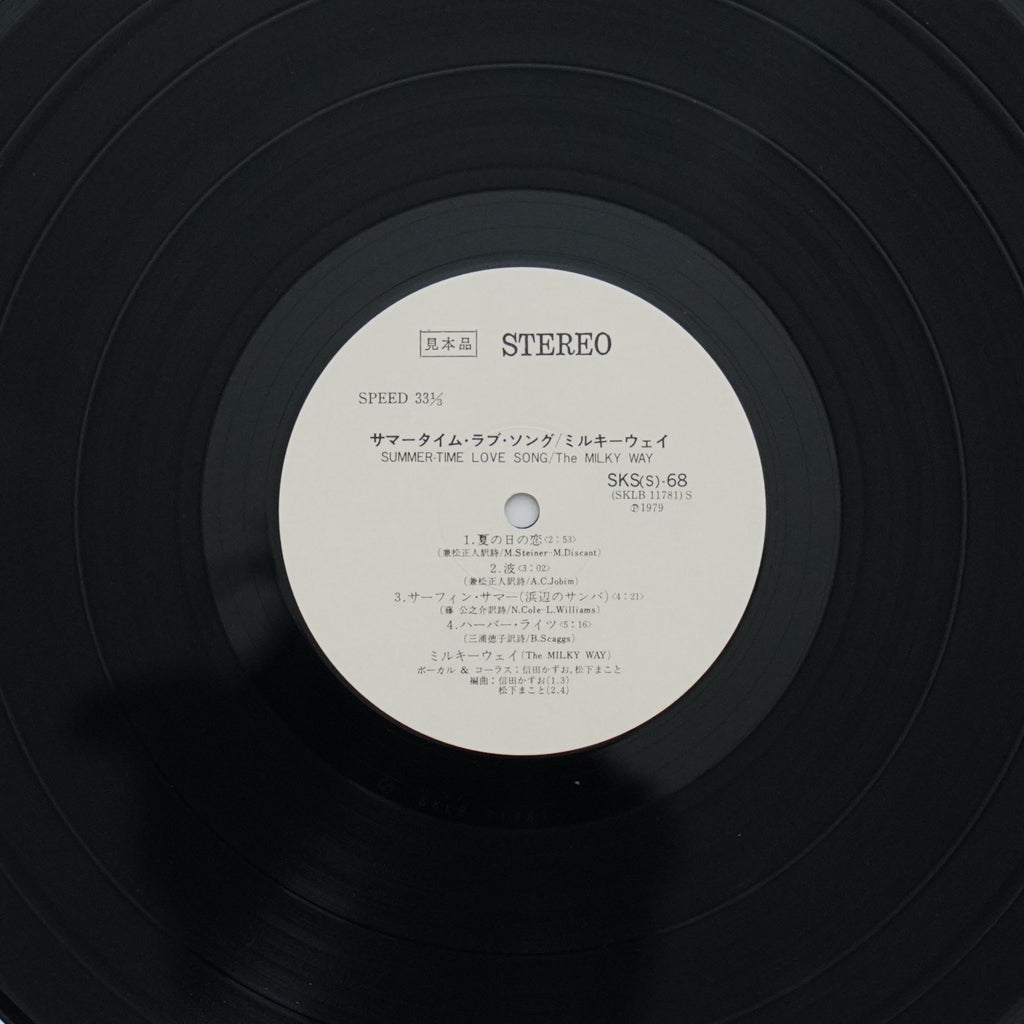 見本品 STEREO
SPEED 33⅓
サマータイム・ラブ・ソング/ミルキーウェイ
SUMMER-TIME LOVE SONG/The MILKY WAY
SKS(S)-68
(SKLB 11781) S
Ⓟ1979
1.夏の日の恋〈2:53〉
(兼松正人訳詩/M.Steiner-M.Discant)
2.波〈3:02〉
(兼松正人訳詩/A.C.Jobim)
3.サーフィン・サマー(浜辺のサンバ)〈4:21〉
(藤 公之介訳詩/N.Cole-L.Williams)
4.ハーバー・ライツ〈5:16〉
(三浦徳子訳詩/B.Scaggs)
ミルキーウェイ(The MILKY WAY)
ボーカル & コーラス:信田かずお,松下まこと
編曲:信田かずお(1.3)
松下まこと(2.4)